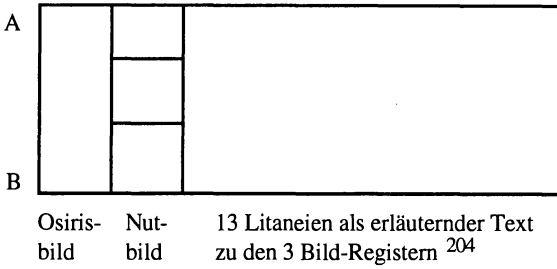 A
B
Osiris- Nut- 13 Litaneien als erläuternder Text
bild bild zu den 3 Bild-Registern 204